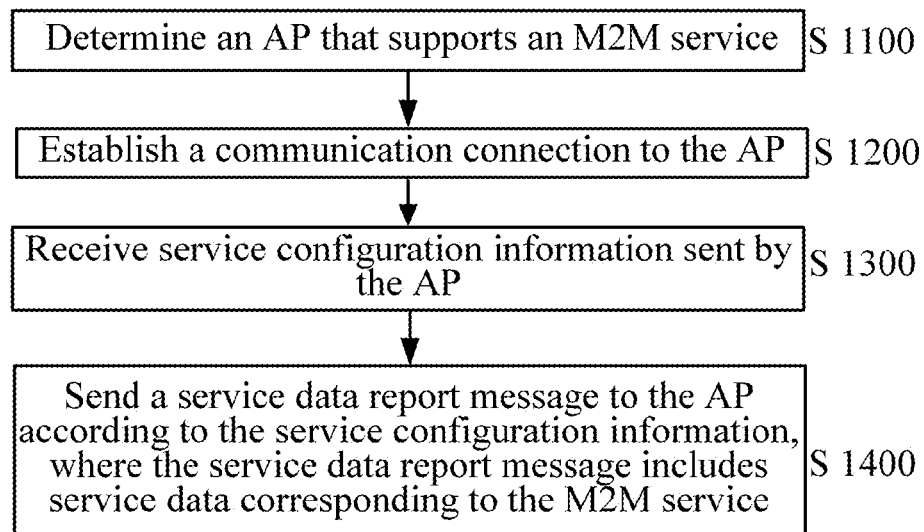 Determine an AP that supports an M2M service S 1100
Establish a communication connection to the AP S 1200
Receive service configuration information sent by
the AP
S 1300
Send a service data report message to the AP
according to the service configuration information,
where the service data report message includes
service data corresponding to the M2M service
S 1400